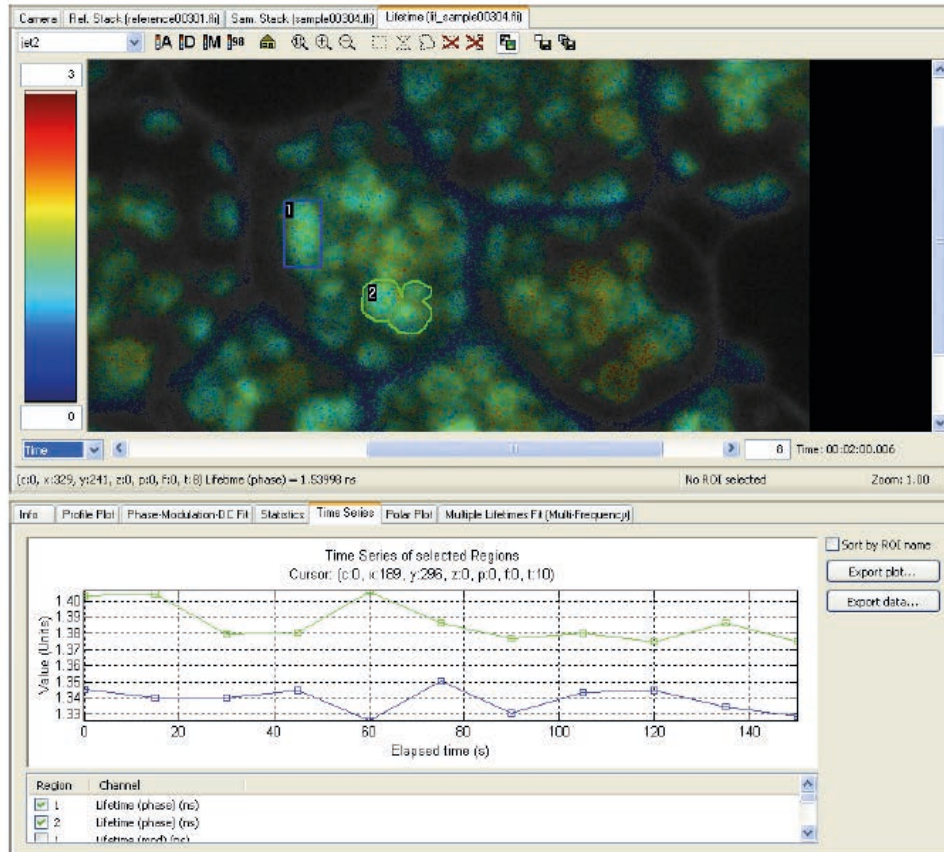 Camera Ref. Stack (reference00301.fli) Sam. Stack (sample00304.fli) Lifetime (lif_sample00304.fli)
jet2 A D M 98
3
1
2
0
Time 8 Time: 00:02:00.006
(c:0, x:329, y:241, z:0, p:0, f:0, t:8) Lifetime (phase) = 1.53998 ns No ROI selected Zoom: 1.00
Info Profile Plot Phase-Modulation-DC Fit Statistics Time Series Polar Plot Multiple Lifetimes Fit (Multi-Frequency)
Time Series of selected Regions
Cursor: (c:0, x:189, y:296, z:0, p:0, f:0, t:10)
Sort by ROI name
Export plot...
Export data...
Value (Units)
1.40
1.39
1.38
1.37
1.36
1.35
1.34
1.33
0 20 40 60 80 100 120 140
Elapsed time (s)
Region Channel
1 Lifetime (phase) (ns)
2 Lifetime (phase) (ns)
1 Lifetime (mod) (ns)